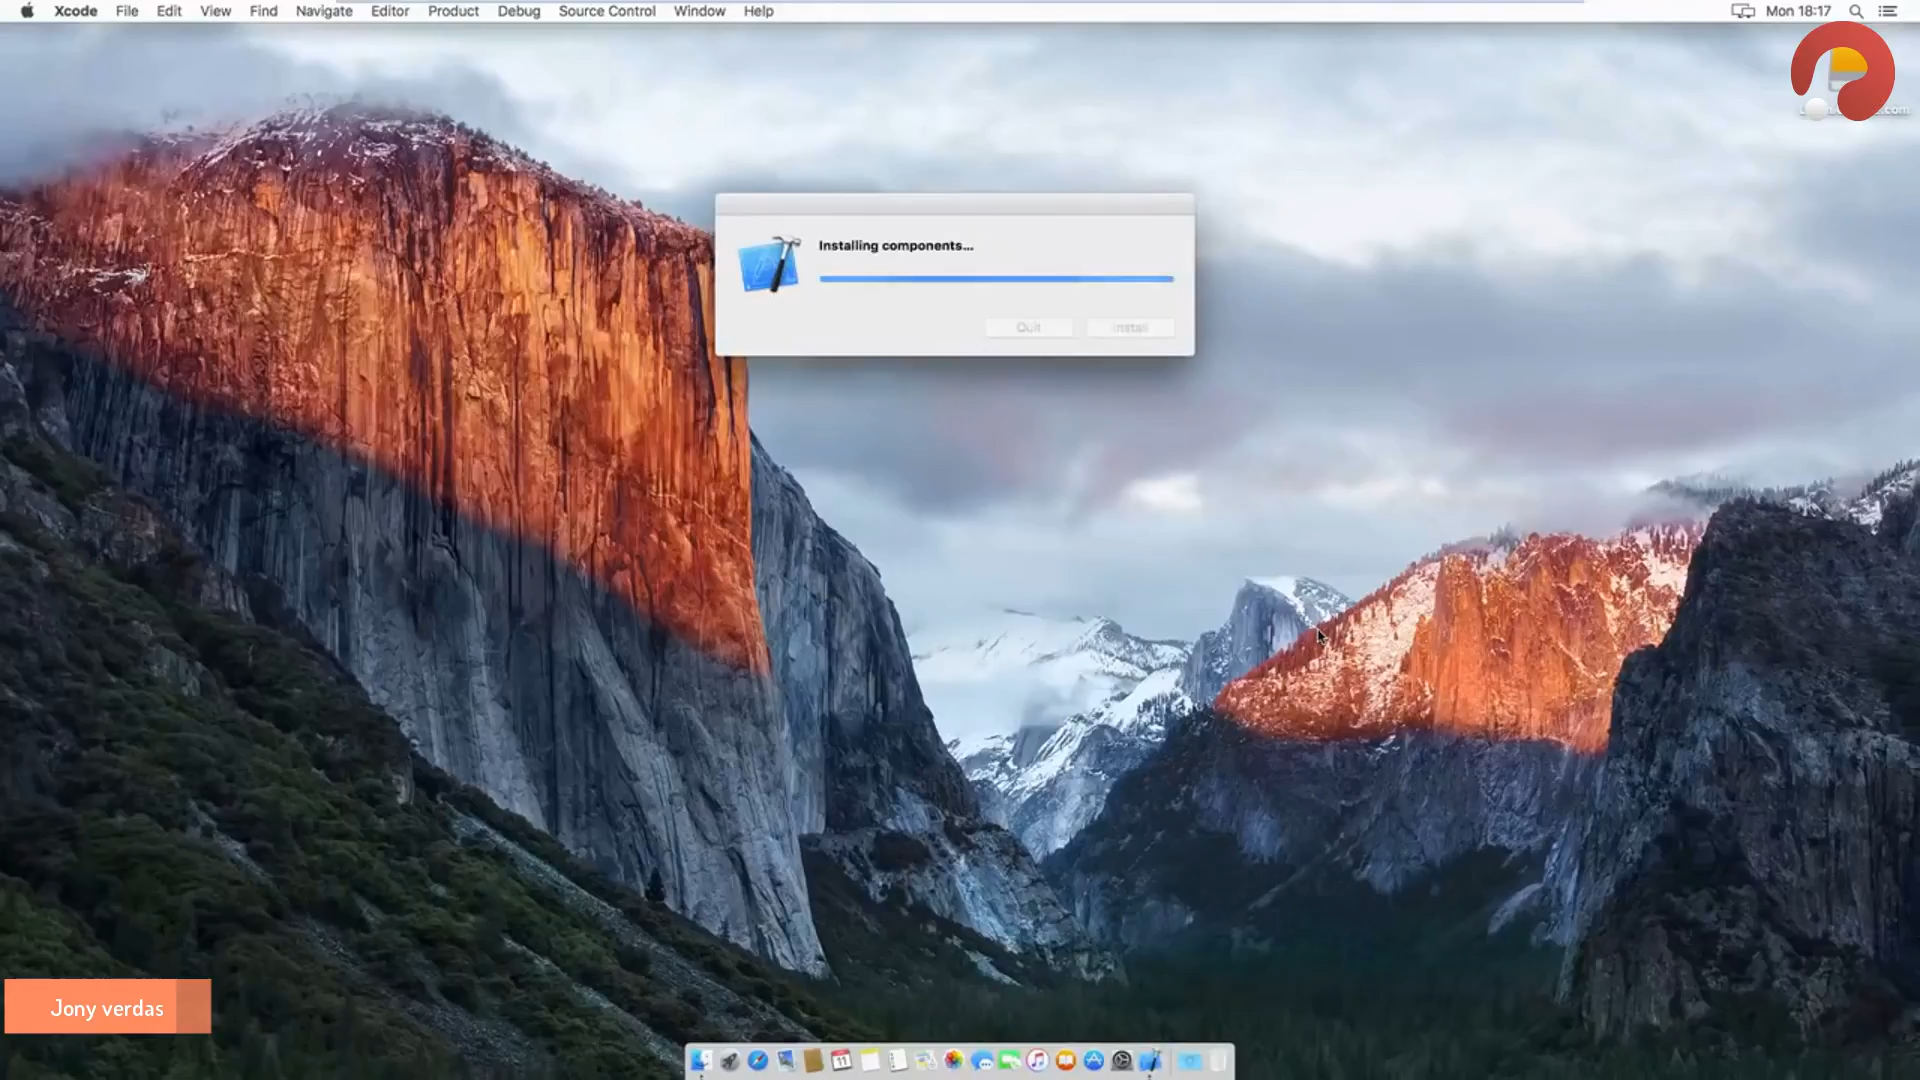 Xcode File Edit View Find Navigate Editor Product Debug Source Control Window Help Mon 18:17
Installing components...
Quit Install
Jony verdas
11